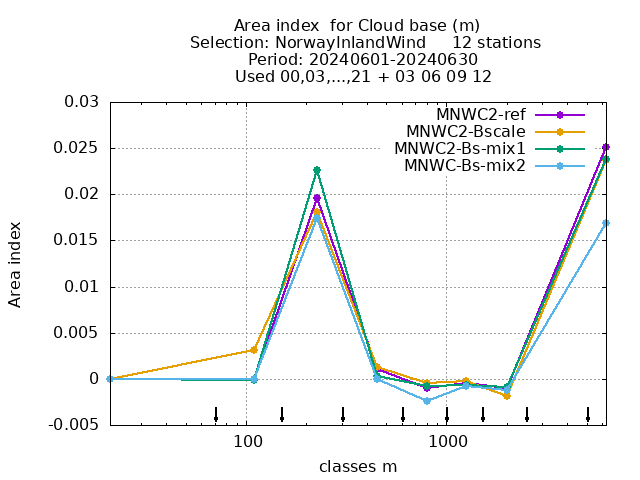 Area index  for Cloud base (m)
Selection: NorwayInlandWind     12 stations
Period: 20240601-20240630
Used 00,03,...,21 + 03 06 09 12
0.03
0.025
0.02
0.015
0.01
0.005
0
-0.005
Area index
MNWC2-ref
MNWC2-Bscale
MNWC2-Bs-mix1
MNWC-Bs-mix2
100
1000
classes m